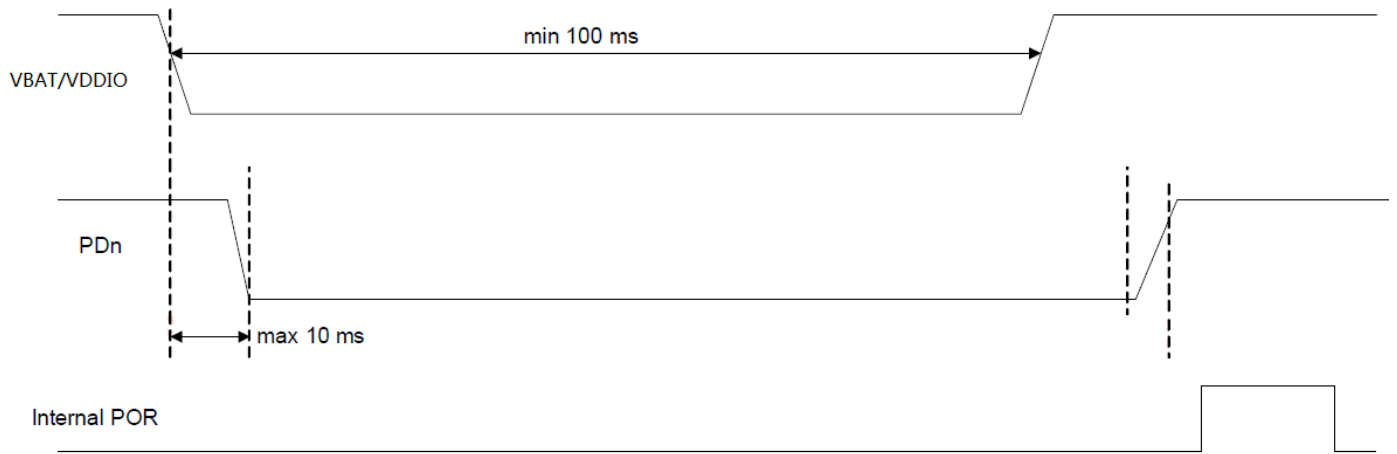 min 100 ms
VBAT/VDDIO
PDn
max 10 ms
Internal POR